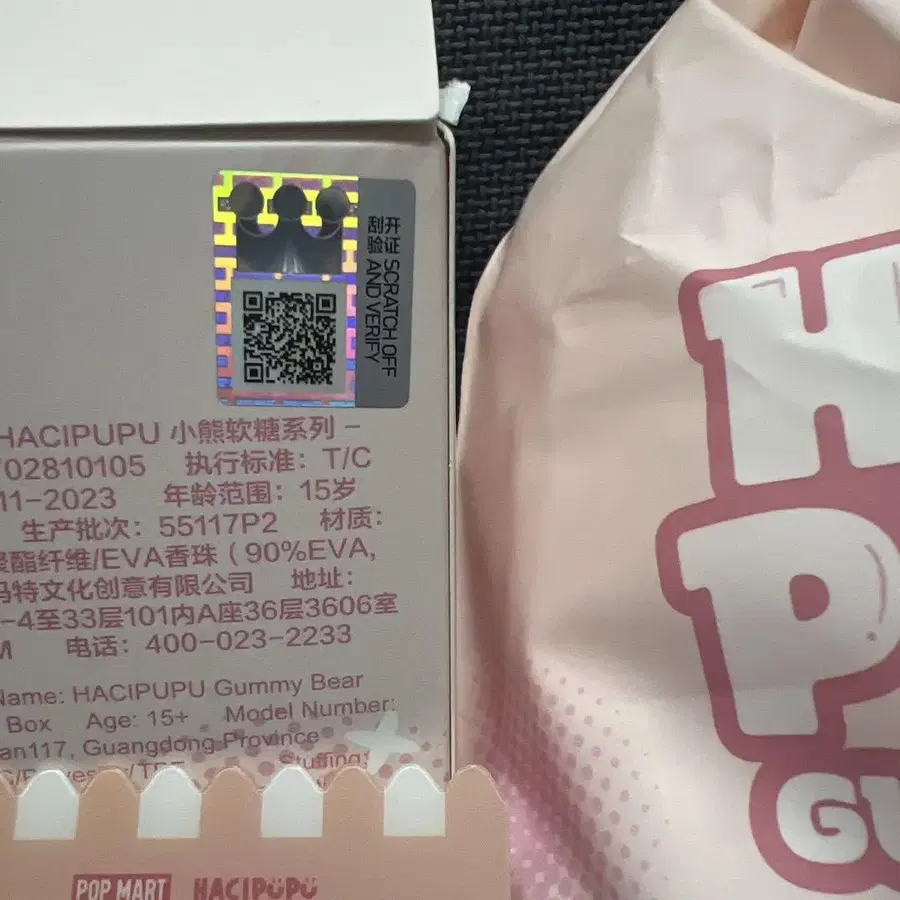 开证 SCRATCH OFF
刮验 AND VERIFY
HACIPUPU 小熊软糖系列 –
702810105 执行标准：T/C
11-2023 年龄范围：15岁
生产批次：55117P2 材质：
聚酯纤维/EVA香珠（90%EVA,
玛特文化创意有限公司 地址：
-4至33层101内A座36层3606室
M 电话：400-023-2233
Name: HACIPUPU Gummy Bear
Box Age: 15+ Model Number:
an117, Guangdong Province
Stuffing:
POP MART HACIPUPU
H
P
GU